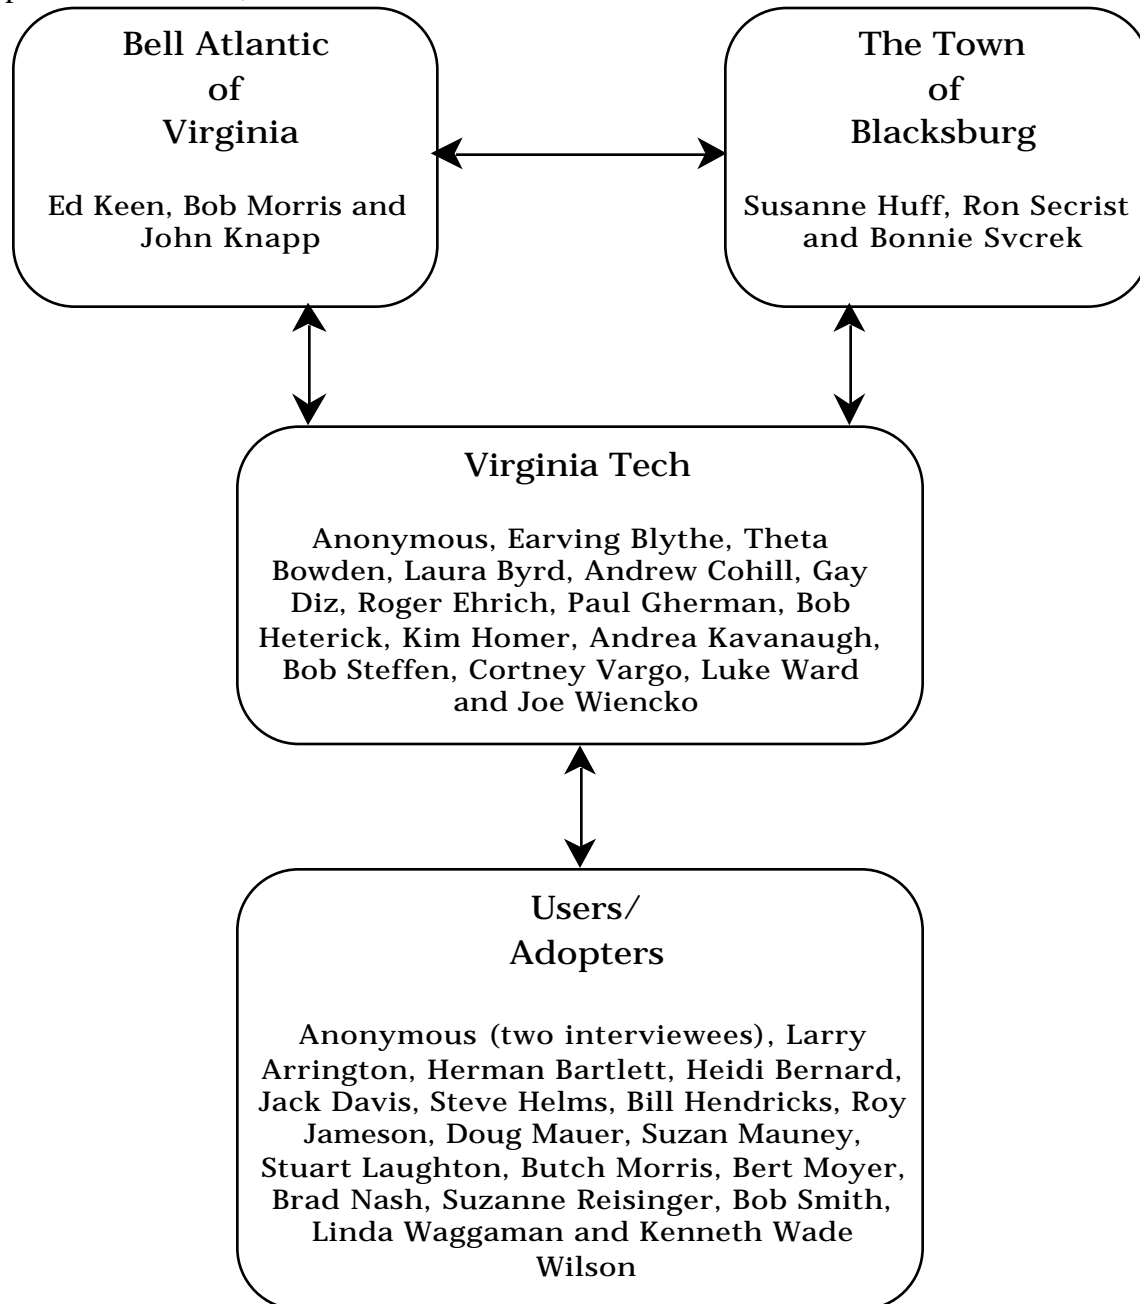 Bell Atlantic
of
Virginia
Ed Keen, Bob Morris and
John Knapp
The Town
of
Blacksburg
Susanne Huff, Ron Secrist
and Bonnie Svcrek
Virginia Tech
Anonymous, Earving Blythe, Theta
Bowden, Laura Byrd, Andrew Cohill, Gay
Diz, Roger Ehrich, Paul Gherman, Bob
Heterick, Kim Homer, Andrea Kavanaugh,
Bob Steffen, Cortney Vargo, Luke Ward
and Joe Wiencko
Users/
Adopters
Anonymous (two interviewees), Larry
Arrington, Herman Bartlett, Heidi Bernard,
Jack Davis, Steve Helms, Bill Hendricks, Roy
Jameson, Doug Mauer, Suzan Mauney,
Stuart Laughton, Butch Morris, Bert Moyer,
Brad Nash, Suzanne Reisinger, Bob Smith,
Linda Waggaman and Kenneth Wade
Wilson